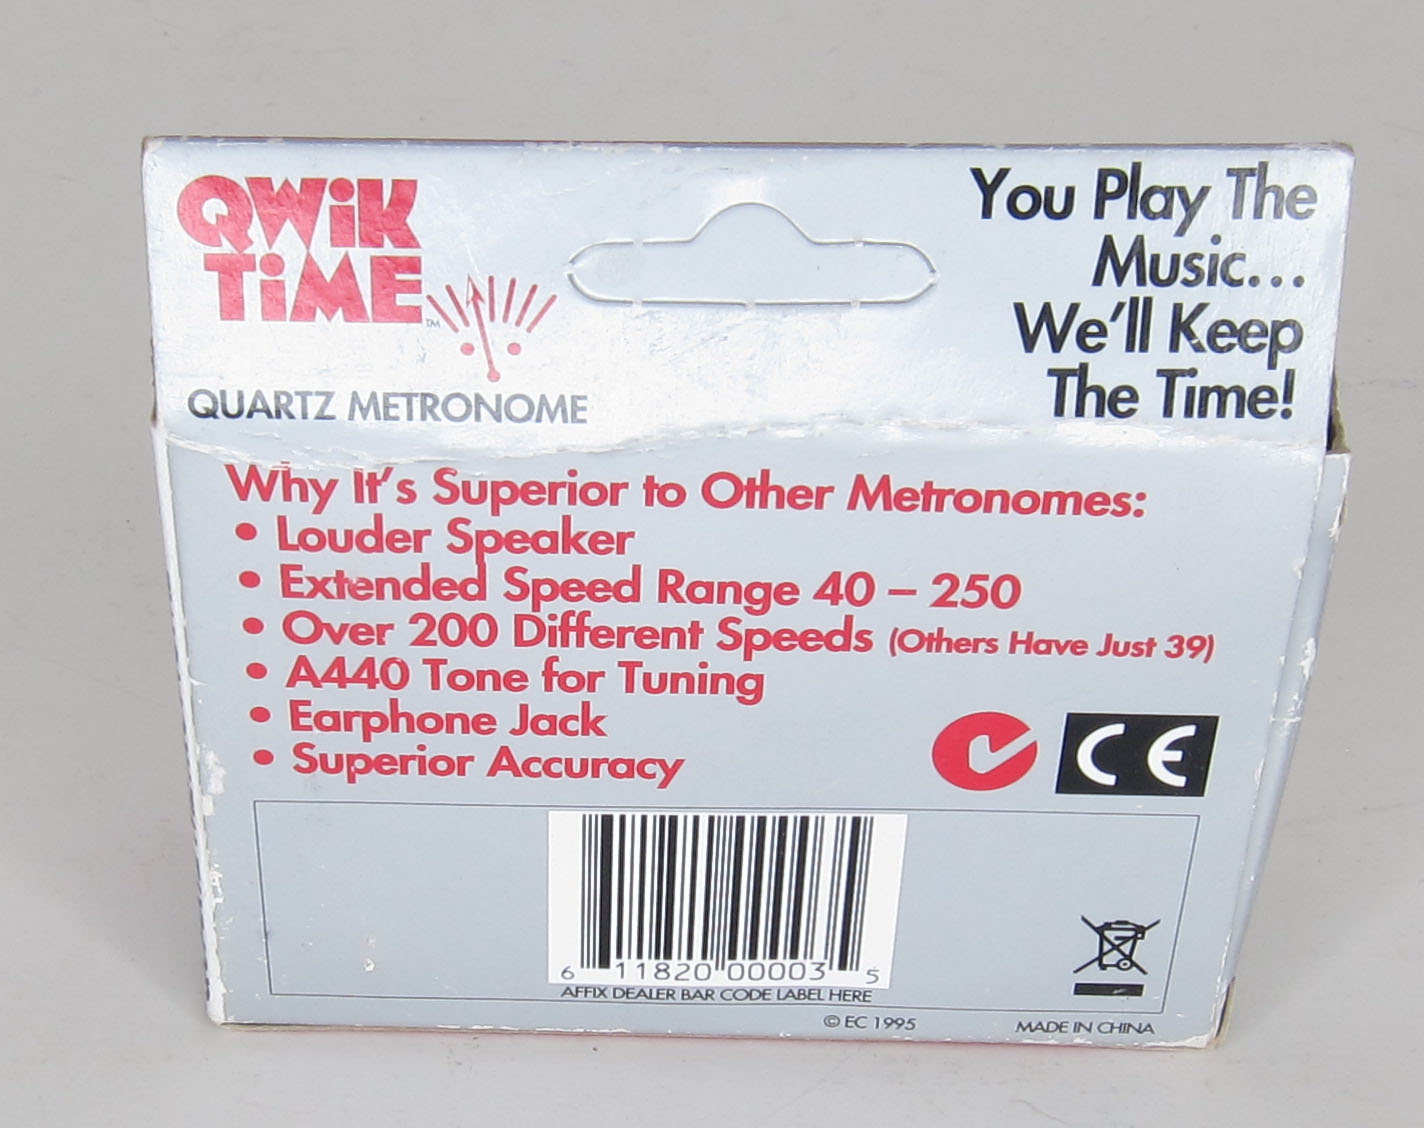 QWiK
TiME™
QUARTZ METRONOME
You Play The
Music...
We'll Keep
The Time!
Why It's Superior to Other Metronomes:
• Louder Speaker
• Extended Speed Range 40 – 250
• Over 200 Different Speeds (Others Have Just 39)
• A440 Tone for Tuning
• Earphone Jack
• Superior Accuracy
CE
6 11820 00003 5
AFFIX DEALER BAR CODE LABEL HERE
© EC 1995
MADE IN CHINA